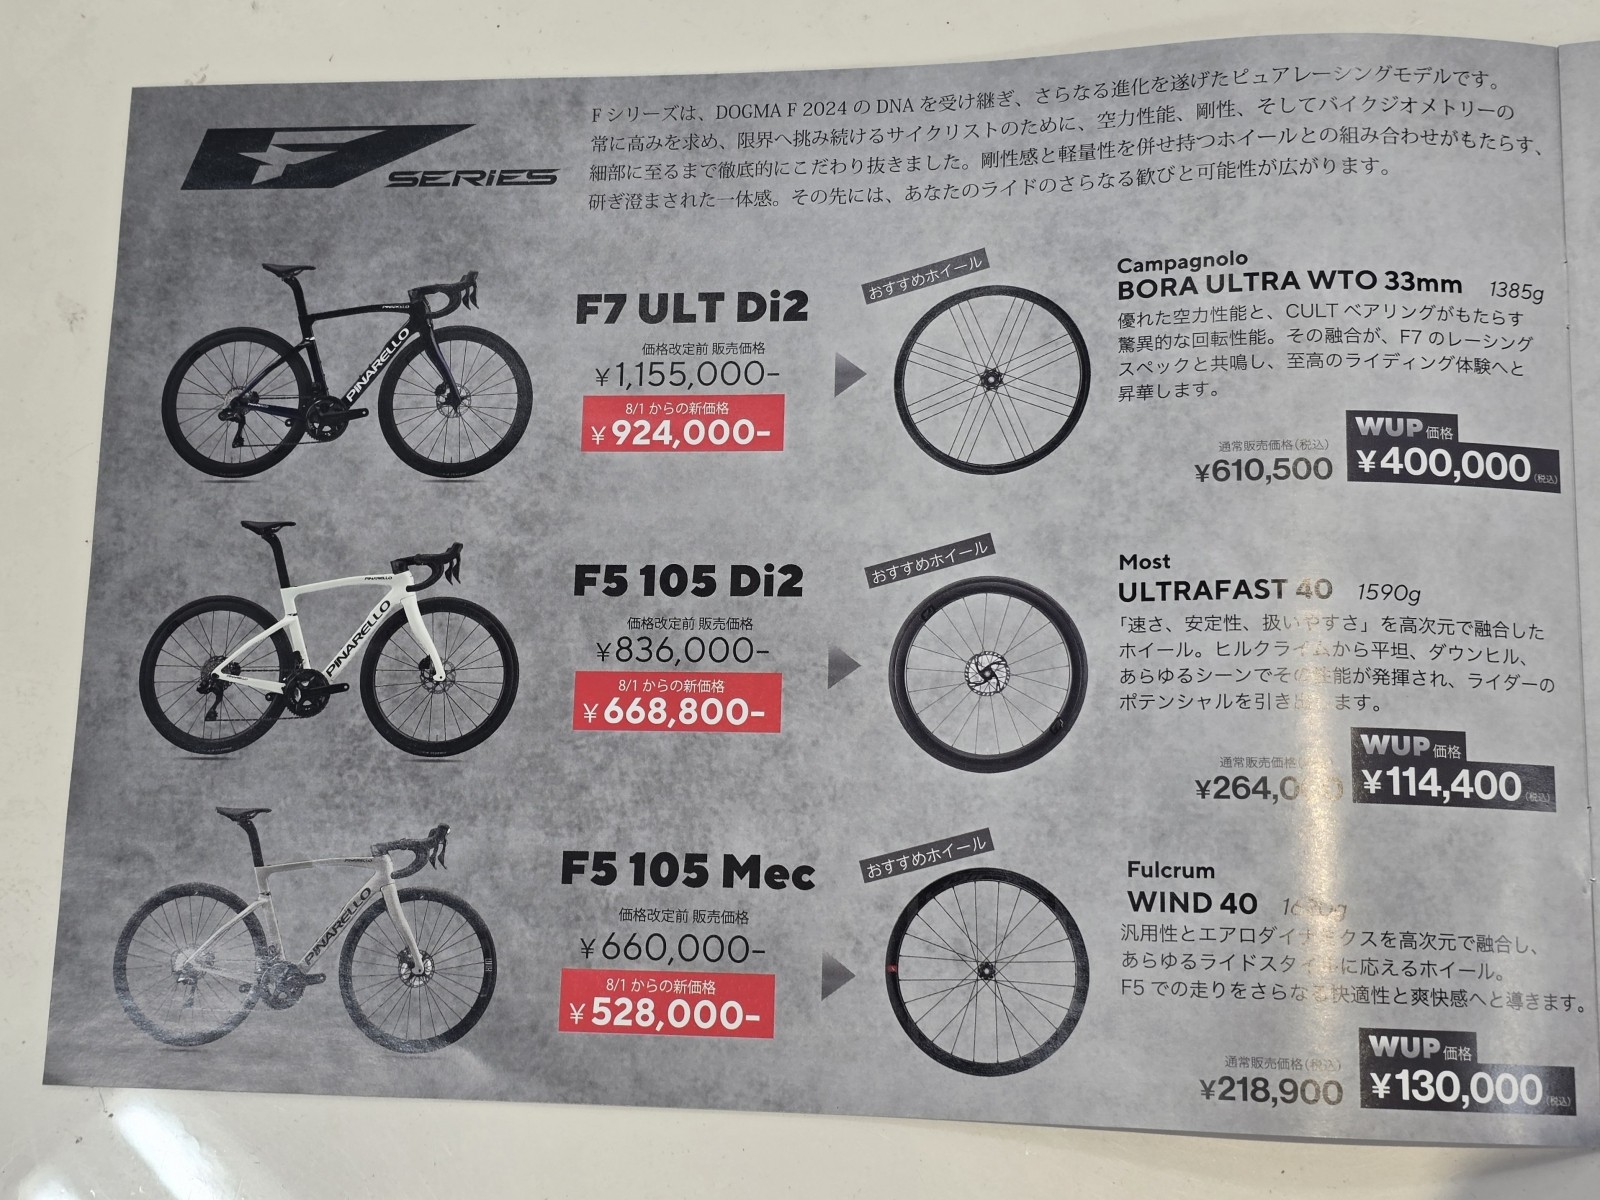 F SERIES
Fシリーズは、DOGMA F 2024 の DNA を受け継ぎ、さらなる進化を遂げたピュアレーシングモデルです。
常に高みを求め、限界へ挑み続けるサイクリストのために、空力性能、剛性、そしてバイクジオメトリーの
細部に至るまで徹底的にこだわり抜きました。剛性感と軽量性を併せ持つホイールとの組み合わせがもたらす、
研ぎ澄まされた一体感。その先には、あなたのライドのさらなる歓びと可能性が広がります。
PINARELLO
F7 ULT Di2
価格改定前 販売価格
¥1,155,000-
8/1 からの新価格
¥924,000-
おすすめホイール
Campagnolo
BORA ULTRA WTO 33mm 1385g
優れた空力性能と、CULT ベアリングがもたらす
驚異的な回転性能。その融合が、F7 のレーシング
スペックと共鳴し、至高のライディング体験へと
昇華します。
通常販売価格(税込)
¥610,500
WUP価格
¥400,000(税込)
PINARELLO
F5 105 Di2
価格改定前 販売価格
¥836,000-
8/1 からの新価格
¥668,800-
おすすめホイール
Most
ULTRAFAST 40 1590g
「速さ、安定性、扱いやすさ」を高次元で融合した
ホイール。ヒルクライムから平坦、ダウンヒル、
あらゆるシーンでその性能が発揮され、ライダーの
ポテンシャルを引き出します。
通常販売価格
¥264,0
WUP価格
¥114,400(税込)
PINARELLO
F5 105 Mec
価格改定前 販売価格
¥660,000-
8/1 からの新価格
¥528,000-
おすすめホイール
Fulcrum
WIND 40
汎用性とエアロダイナミクスを高次元で融合し、
あらゆるライドスタイルに応えるホイール。
F5 での走りをさらなる快適性と爽快感へと導きます。
通常販売価格(税込)
¥218,900
WUP価格
¥130,000(税込)